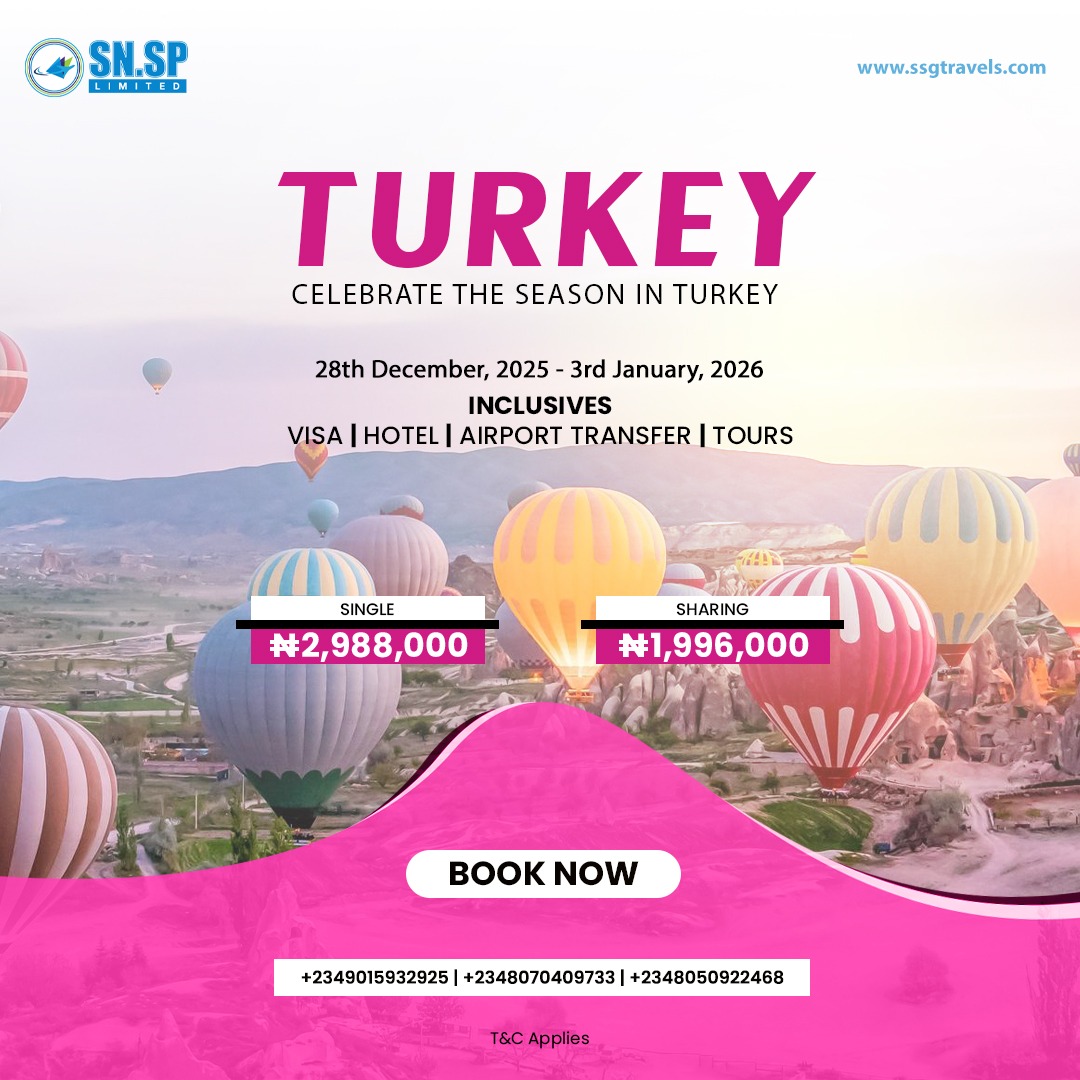 SN.SP
LIMITED
www.ssgtravels.com
TURKEY
CELEBRATE THE SEASON IN TURKEY
28th December, 2025 - 3rd January, 2026
INCLUSIVES
VISA | HOTEL | AIRPORT TRANSFER | TOURS
SINGLE
₦2,988,000
SHARING
₦1,996,000
BOOK NOW
+2349015932925 | +2348070409733 | +2348050922468
T&C Applies